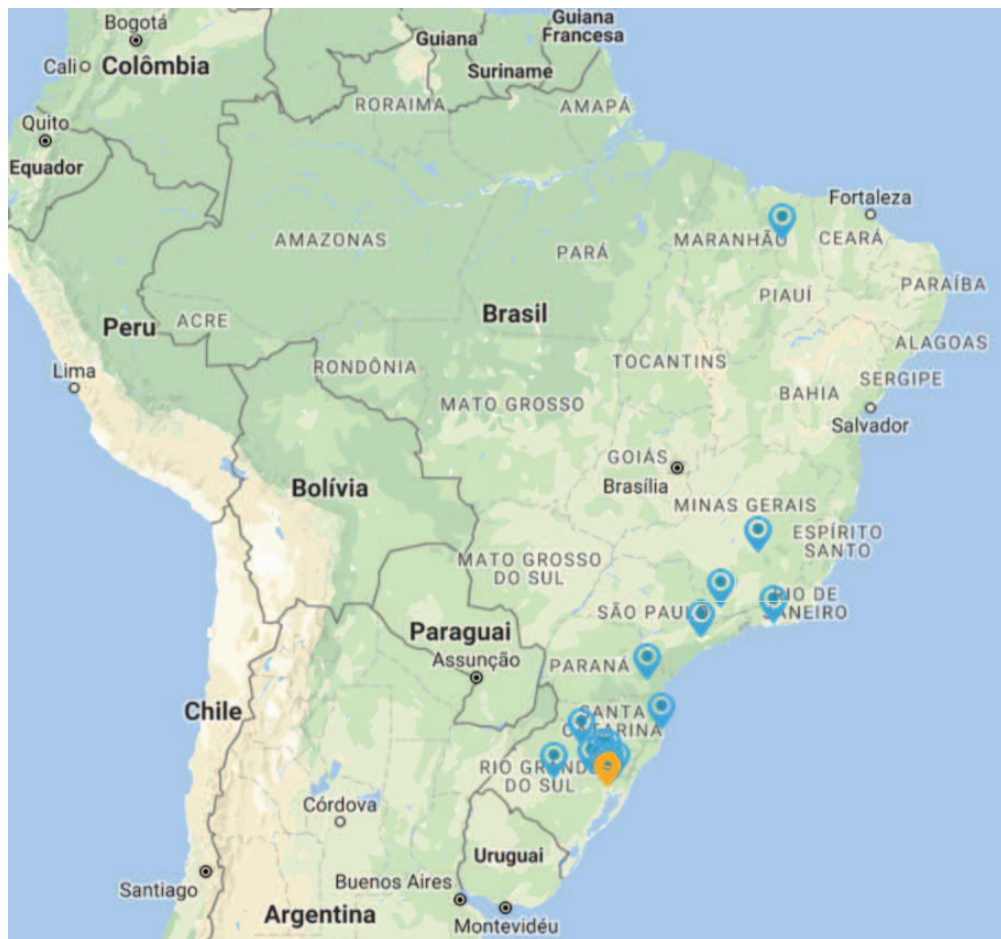 Bogotá
Cali
Colômbia
Guiana
Guiana
Francesa
Suriname
RORAIMA
AMAPÁ
Quito
Equador
Fortaleza
AMAZONAS
MARANHÃO
CEARÁ
PARÁ
PIAUÍ
PARAÍBA
Peru
ACRE
Brasil
ALAGOAS
Lima
RONDÔNIA
TOCANTINS
SERGIPE
MATO GROSSO
BAHIA
Salvador
GOIÁS
Brasília
Bolívia
MINAS GERAIS
ESPÍRITO
SANTO
MATO GROSSO
DO SUL
SÃO PAULO
RIO DE
JANEIRO
Paraguai
Assunção
PARANÁ
Chile
SANTA
CATARINA
RIO GRANDE
DO SUL
Córdova
Uruguai
Santiago
Buenos Aires
Argentina
Montevidéu